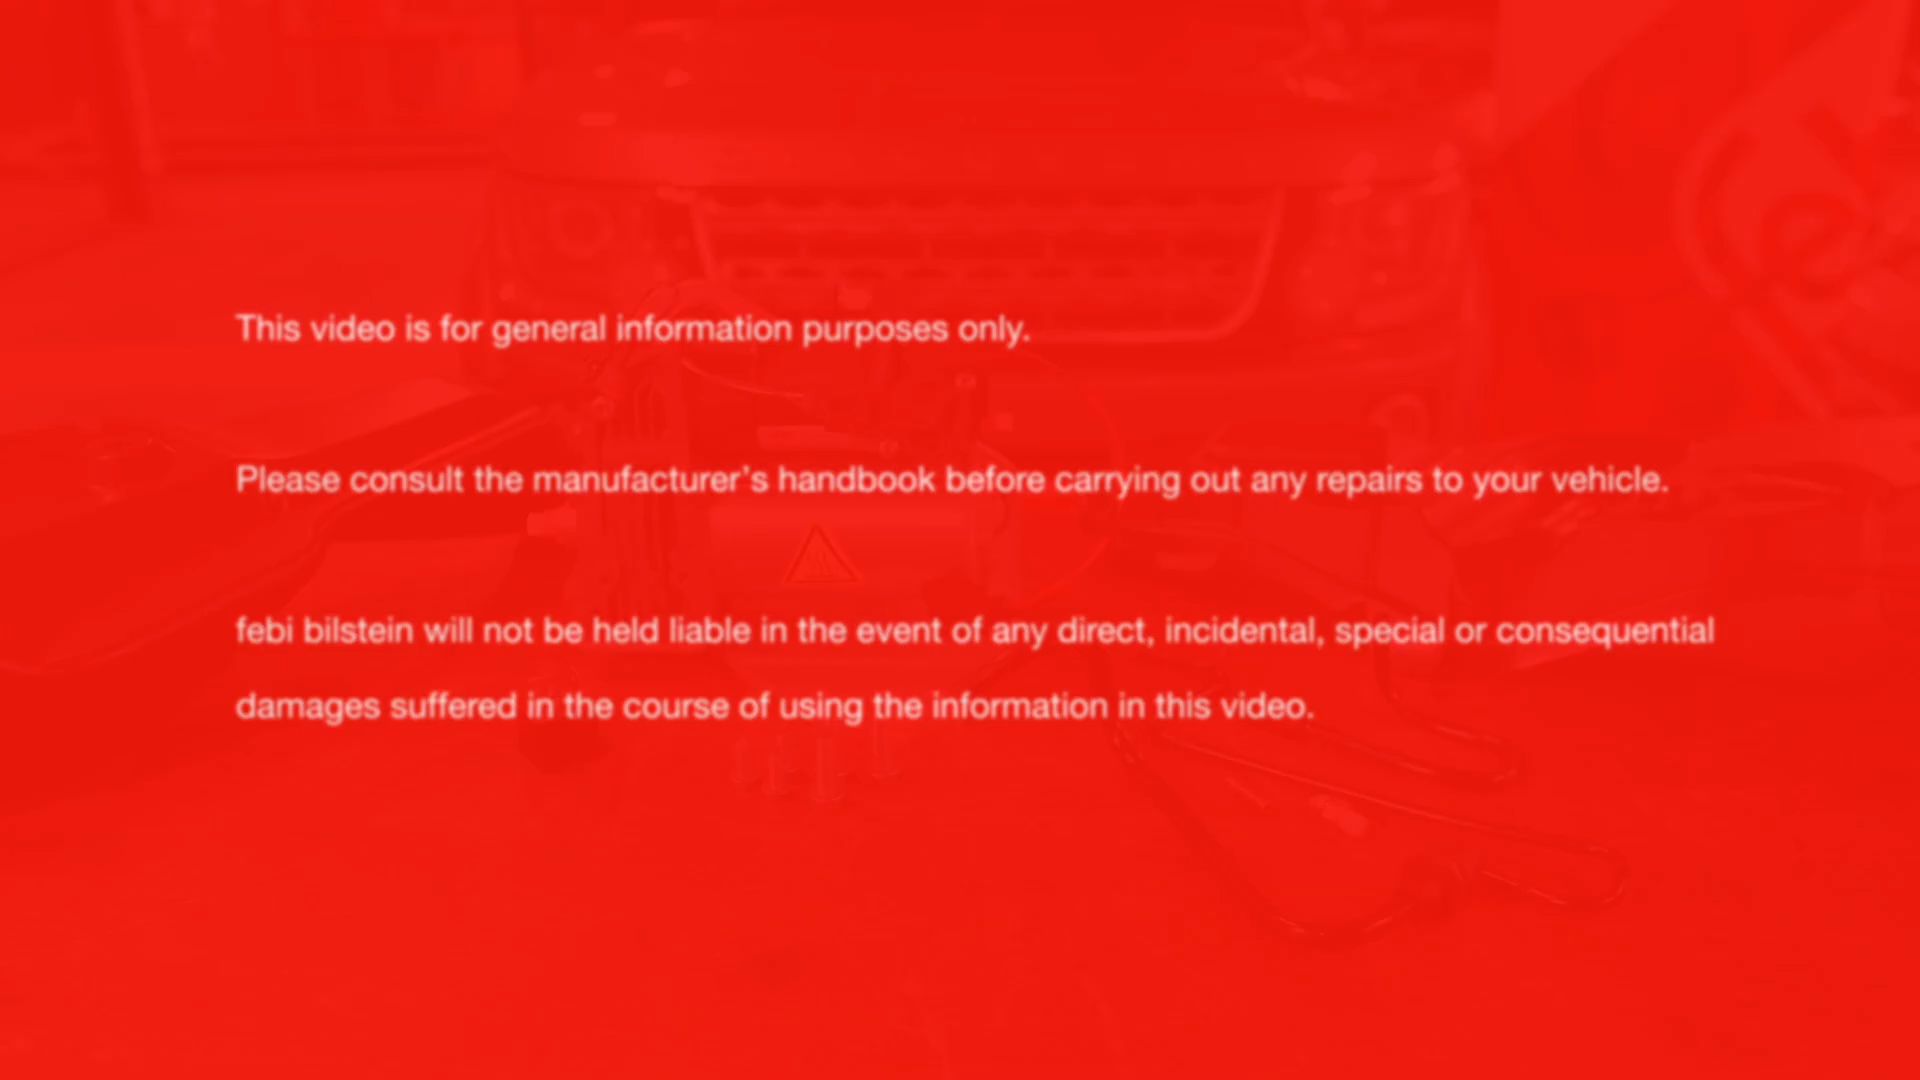 This video is for general information purposes only.
Please consult the manufacturer’s handbook before carrying out any repairs to your vehicle.
febi bilstein will not be held liable in the event of any direct, incidental, special or consequential
damages suffered in the course of using the information in this video.